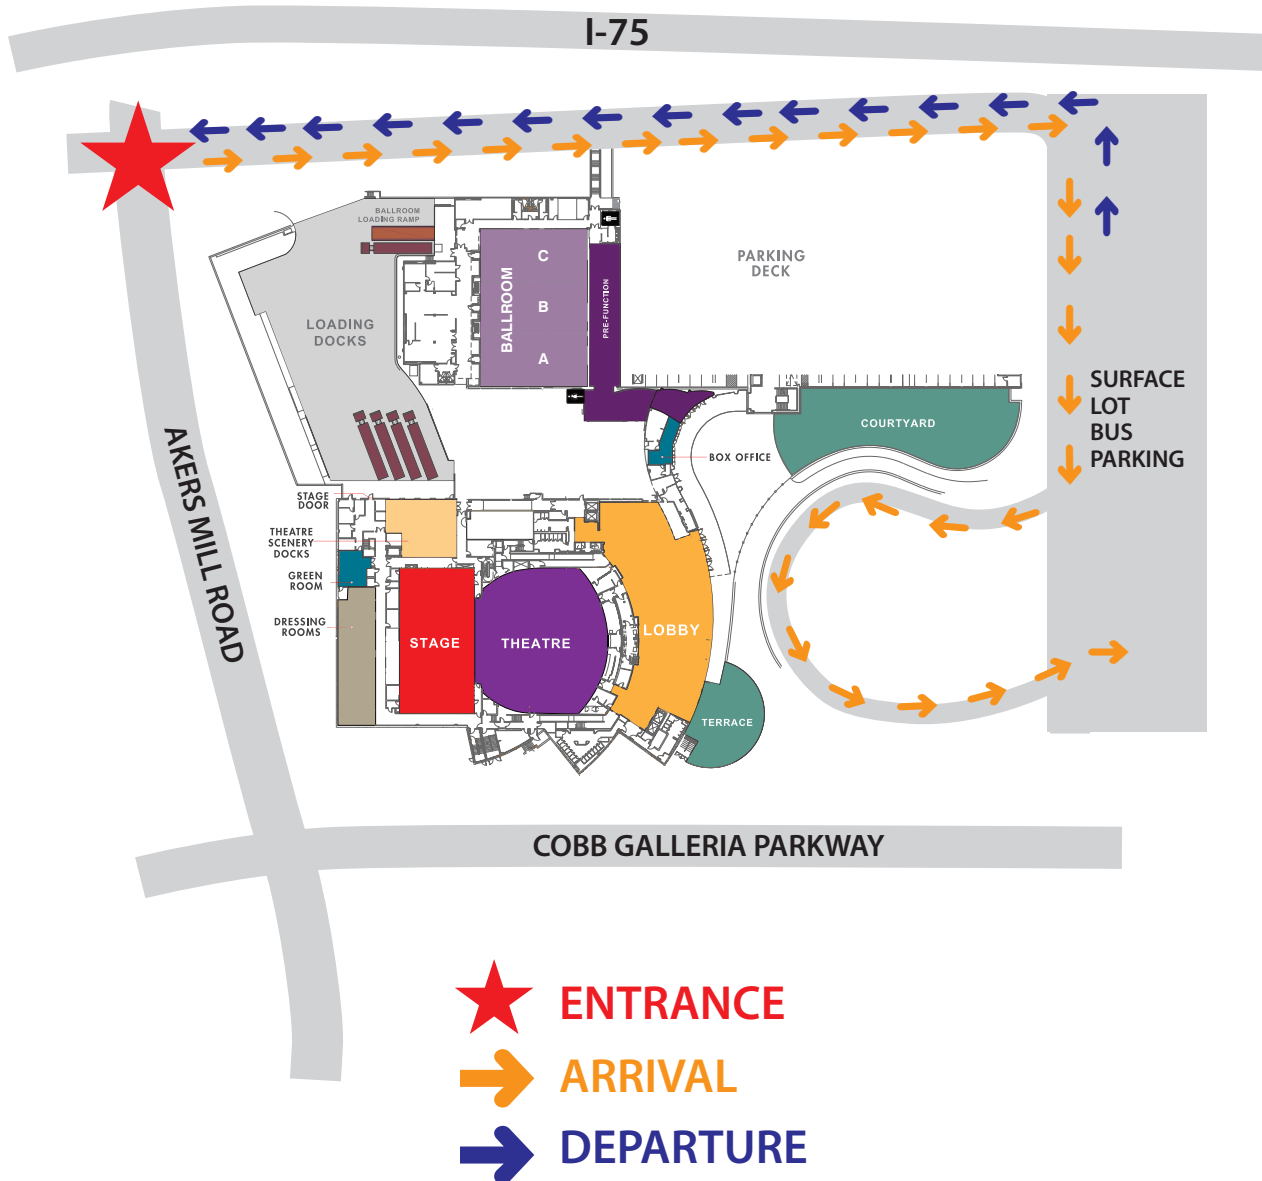 I-75
BALLROOM
LOADING RAMP
C
B
A
BALLROOM
PRE-FUNCTION
PARKING
DECK
LOADING
DOCKS
SURFACE
LOT
BUS
PARKING
COURTYARD
BOX OFFICE
AKERS MILL ROAD
STAGE
DOOR
THEATRE
SCENERY
DOCKS
GREEN
ROOM
DRESSING
ROOMS
STAGE
THEATRE
LOBBY
TERRACE
COBB GALLERIA PARKWAY
ENTRANCE
ARRIVAL
DEPARTURE